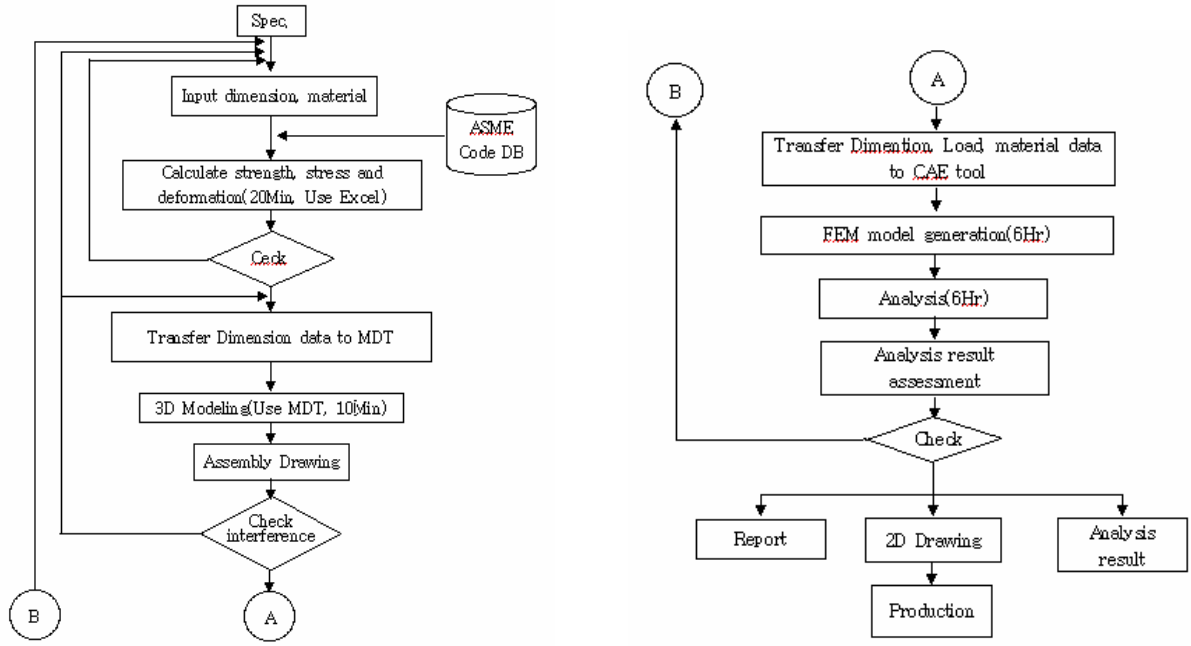 Spec.
Input dimension, material
ASME
Code DB
Calculate strength, stress and
deformation(20Min, Use Excel)
Ceck
Transfer Dimension data to MDT
3D Modeling(Use MDT, 10Min)
Assembly Drawing
Check
interference
B
A
B
A
Transfer Dimention, Load, material data
to CAE tool
FEM model generation(6Hr)
Analysis(6Hr)
Analysis result
assessment
Check
Report
2D Drawing
Analysis
result
Production